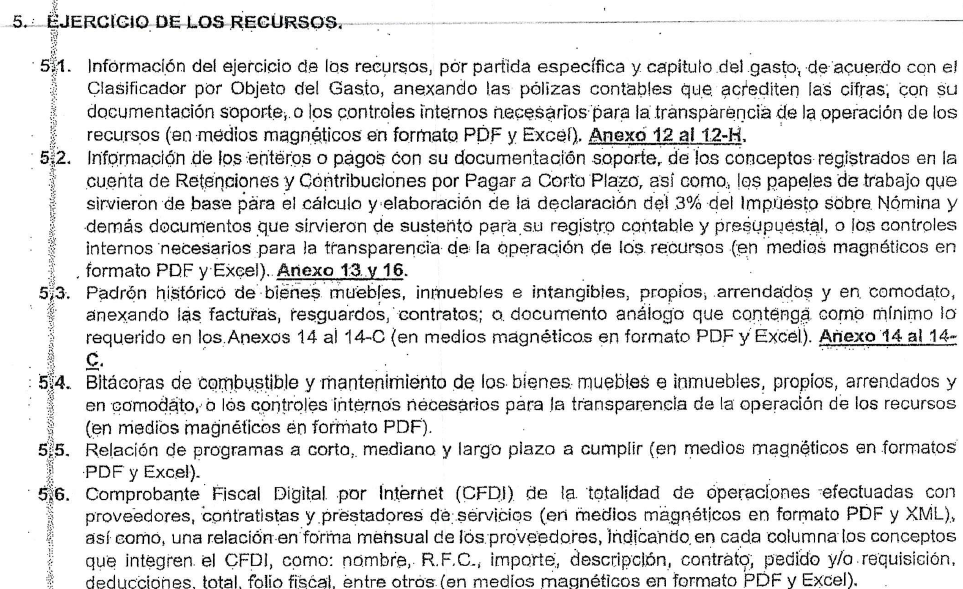 5. EJERCICIO DE LOS RECURSOS.
5.1. Información del ejercicio de los recursos, por partida específica y capítulo del gasto, de acuerdo con el
Clasificador por Objeto del Gasto, anexando las pólizas contables que acrediten las cifras, con su
documentación soporte, o los controles internos necesarios para la transparencia de la operación de los
recursos (en medios magnéticos en formato PDF y Excel). Anexo 12 al 12-H.
5.2. Información de los enteros o pagos con su documentación soporte, de los conceptos registrados en la
cuenta de Retenciones y Contribuciones por Pagar a Corto Plazo, así como, los papeles de trabajo que
sirvieron de base para el cálculo y elaboración de la declaración del 3% del Impuesto sobre Nómina y
demás documentos que sirvieron de sustento para su registro contable y presupuestal, o los controles
internos necesarios para la transparencia de la operación de los recursos (en medios magnéticos en
formato PDF y Excel). Anexo 13 y 16.
5.3. Padrón histórico de bienes muebles, inmuebles e intangibles, propios, arrendados y en comodato,
anexando las facturas, resguardos, contratos; o documento análogo que contenga como mínimo lo
requerido en los Anexos 14 al 14-C (en medios magnéticos en formato PDF y Excel). Anexo 14 al 14-
C.
5.4. Bitácoras de combustible y mantenimiento de los bienes muebles e inmuebles, propios, arrendados y
en comodato, o los controles internos necesarios para la transparencia de la operación de los recursos
(en medios magnéticos en formato PDF).
5.5. Relación de programas a corto, mediano y largo plazo a cumplir (en medios magnéticos en formatos
PDF y Excel).
5.6. Comprobante Fiscal Digital por Internet (CFDI) de la totalidad de operaciones efectuadas con
proveedores, contratistas y prestadores de servicios (en medios magnéticos en formato PDF y XML),
así como, una relación en forma mensual de los proveedores, indicando en cada columna los conceptos
que integren el CFDI, como: nombre, R.F.C., importe, descripción, contrato, pedido y/o requisición,
deducciones, total, folio fiscal, entre otros (en medios magnéticos en formato PDF y Excel).